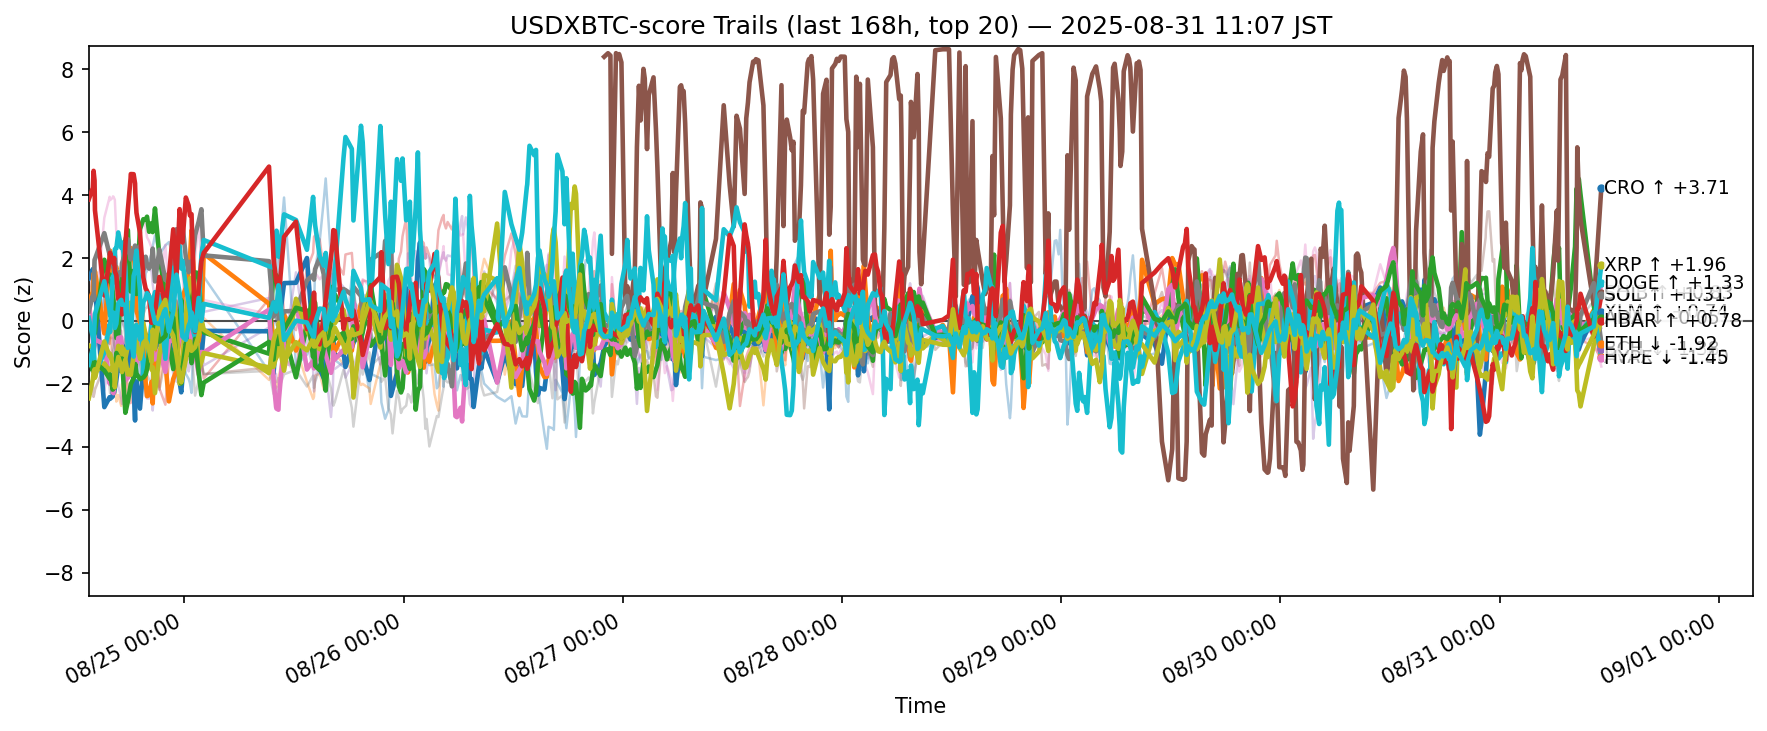 USDXBTC-score Trails (last 168h, top 20) — 2025-08-31 11:07 JST
Score (z)
8
6
4
2
0
−2
−4
−6
−8
CRO ↑ +3.71
XRP ↑ +1.96
DOGE ↑ +1.33
SOL ↑ +1.31
HBAR ↑ +0.78
ETH ↓ -1.92
HYPE ↓ -1.45
08/25 00:00
08/26 00:00
08/27 00:00
08/28 00:00
08/29 00:00
08/30 00:00
08/31 00:00
09/01 00:00
Time